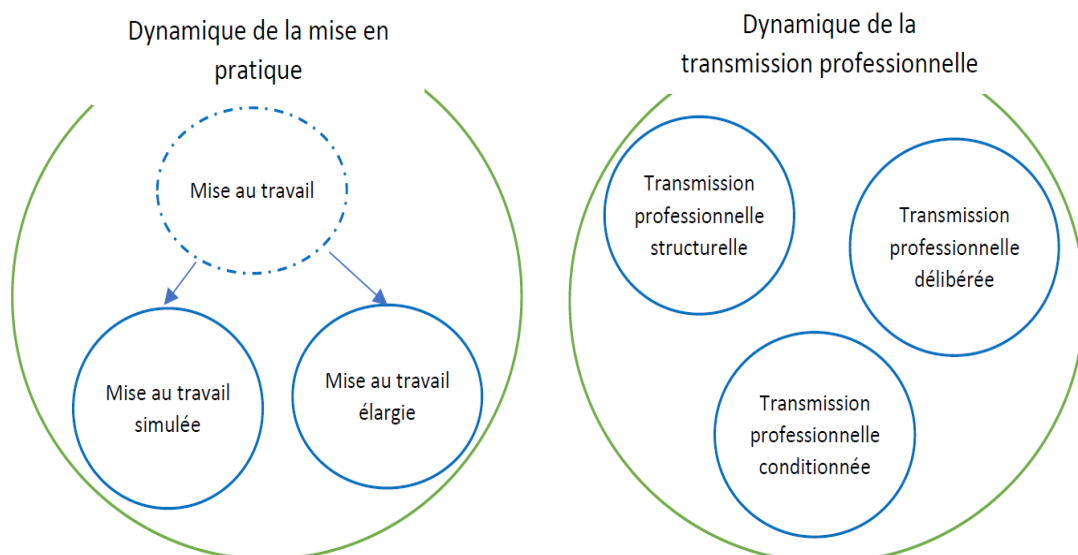 Dynamique de la mise en
pratique
Mise au travail
Mise au travail
simulée
Mise au travail
élargie
Dynamique de la
transmission professionnelle
Transmission
professionnelle
structurelle
Transmission
professionnelle
délibérée
Transmission
professionnelle
conditionnée